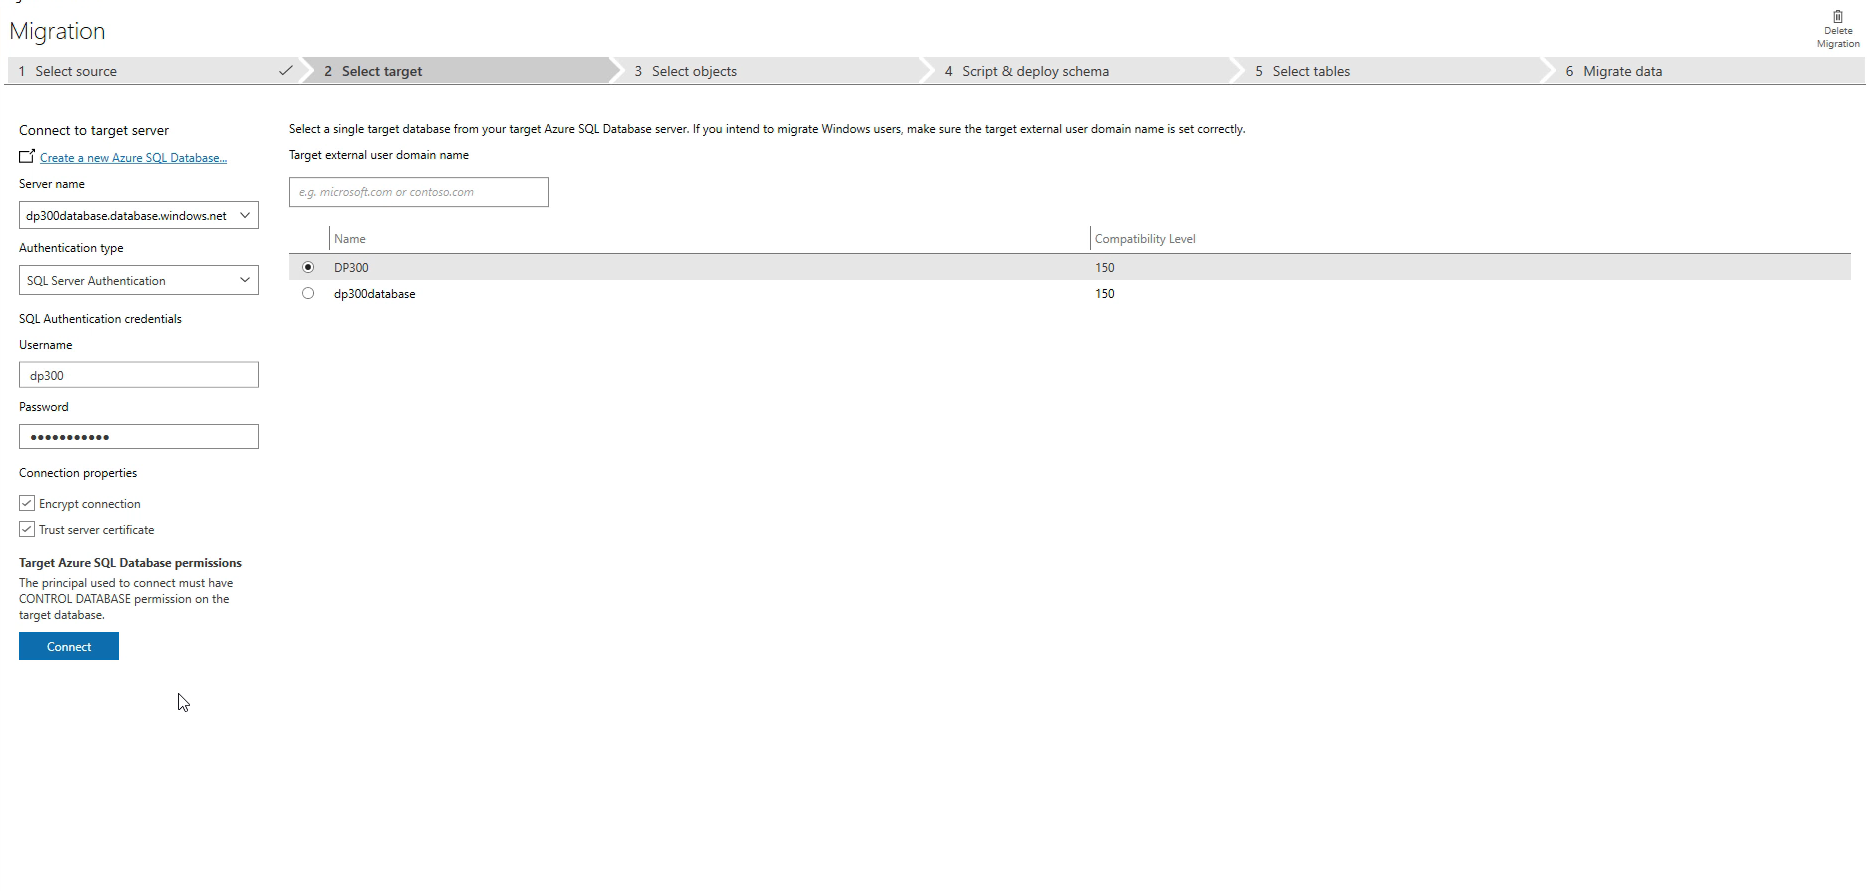 Migration
Delete
Migration
1 Select source
2 Select target
3 Select objects
4 Script & deploy schema
5 Select tables
6 Migrate data
Connect to target server
Create a new Azure SQL Database...
Server name
dp300database.database.windows.net
Authentication type
SQL Server Authentication
SQL Authentication credentials
Username
dp300
Password
●●●●●●●●●●●
Connection properties
Encrypt connection
Trust server certificate
Target Azure SQL Database permissions
The principal used to connect must have
CONTROL DATABASE permission on the
target database.
Connect
Select a single target database from your target Azure SQL Database server. If you intend to migrate Windows users, make sure the target external user domain name is set correctly.
Target external user domain name
e.g. microsoft.com or contoso.com
Name Compatibility Level
DP300 150
dp300database 150